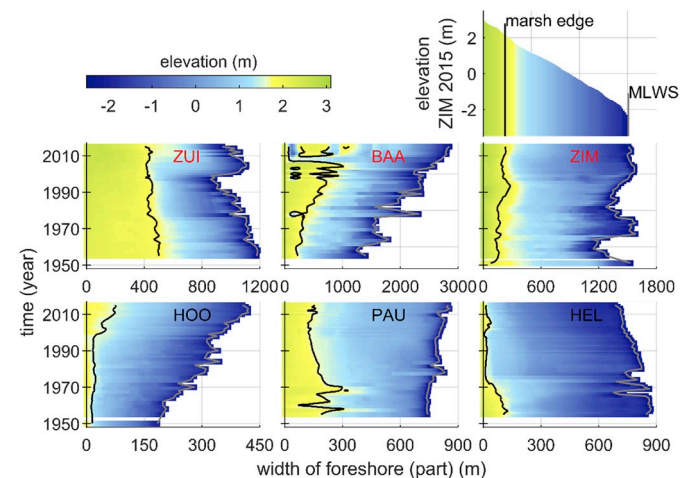 elevation (m)
-2 -1 0 1 2 3
elevation
ZIM 2015 (m)
2
0
-2
marsh edge
MLWS
time (year)
2010
1990
1970
1950
ZUI
0 400 800 1200
BAA
0 1000 2000 3000
ZIM
0 600 1200 1800
2010
1990
1970
1950
HOO
0 150 300 450
PAU
0 300 600 900
HEL
0 300 600 900
width of foreshore (part) (m)